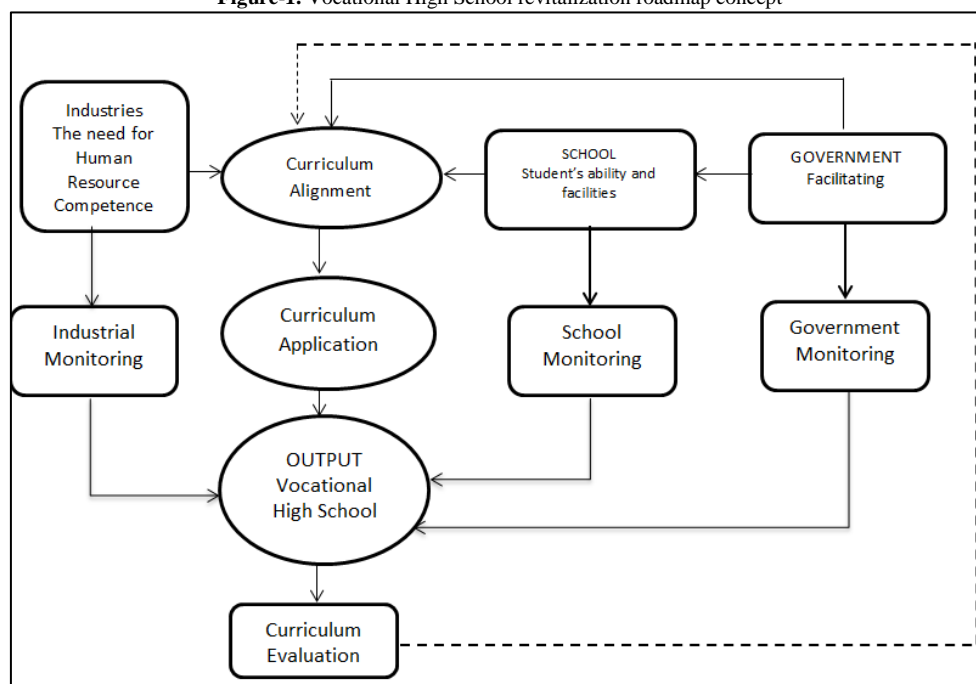 Figure-1. Vocational High School revitalization roadmap concept
Industries
The need for
Human
Resource
Competence
Curriculum
Alignment
SCHOOL
Student's ability and
facilities
GOVERNMENT
Facilitating
Industrial
Monitoring
Curriculum
Application
School
Monitoring
Government
Monitoring
OUTPUT
Vocational
High School
Curriculum
Evaluation